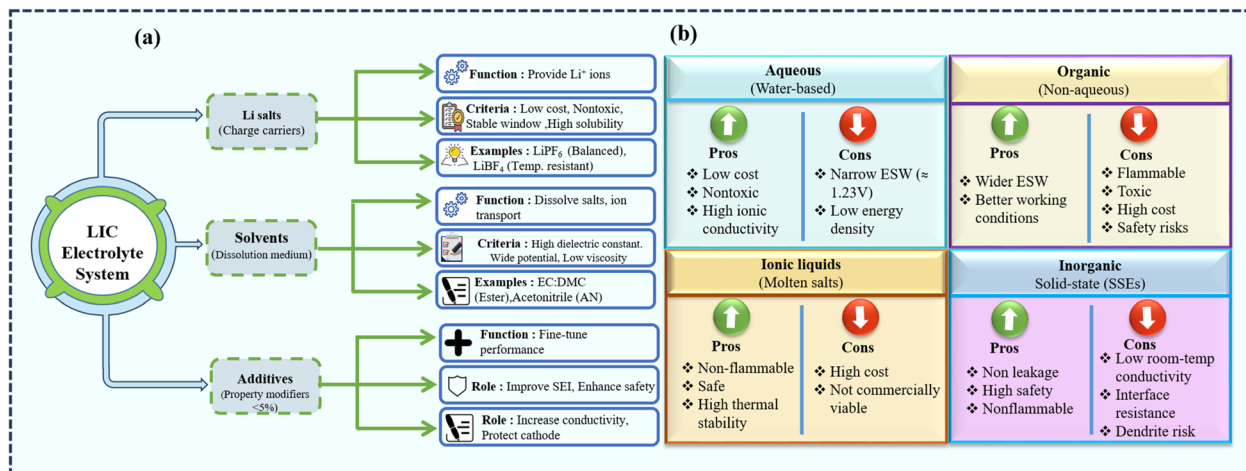 (a)
LIC
Electrolyte
System
Li salts
(Charge carriers)
Function : Provide Li⁺ ions
Criteria : Low cost, Nontoxic,
Stable window ,High solubility
Examples : LiPF₆ (Balanced),
LiBF₄ (Temp. resistant)
Solvents
(Dissolution medium)
Function : Dissolve salts, ion
transport
Criteria : High dielectric constant.
Wide potential, Low viscosity
Examples : EC:DMC
(Ester),Acetonitrile (AN)
Additives
(Property modifiers
<5%)
Function : Fine-tune
performance
Role : Improve SEI, Enhance safety
Role : Increase conductivity,
Protect cathode
(b)
Aqueous
(Water-based)
Pros
❖ Low cost
❖ Nontoxic
❖ High ionic
conductivity
Cons
❖ Narrow ESW (≈
1.23V)
❖ Low energy
density
Organic
(Non-aqueous)
Pros
❖ Wider ESW
❖ Better working
conditions
Cons
❖ Flammable
❖ Toxic
❖ High cost
❖ Safety risks
Ionic liquids
(Molten salts)
Pros
❖ Non-flammable
❖ Safe
❖ High thermal
stability
Cons
❖ High cost
❖ Not commercially
viable
Inorganic
Solid-state (SSEs)
Pros
❖ Non leakage
❖ High safety
❖ Nonflammable
Cons
❖ Low room-temp
conductivity
❖ Interface
resistance
❖ Dendrite risk